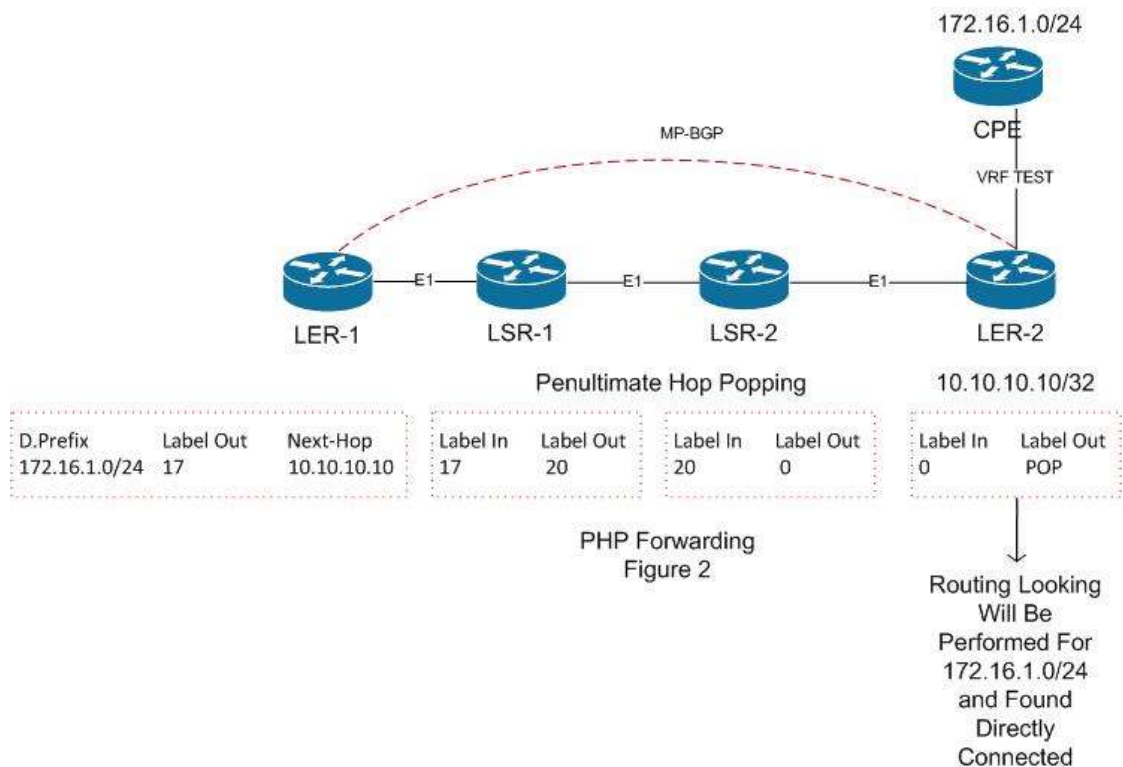 172.16.1.0/24
CPE
MP-BGP
VRF TEST
E1
E1
E1
LER-1
LSR-1
LSR-2
LER-2
Penultimate Hop Popping
10.10.10.10/32
D.Prefix Label Out Next-Hop
172.16.1.0/24 17 10.10.10.10
Label In Label Out
17 20
Label In Label Out
20 0
Label In Label Out
0 POP
PHP Forwarding
Figure 2
Routing Looking
Will Be
Performed For
172.16.1.0/24
and Found
Directly
Connected